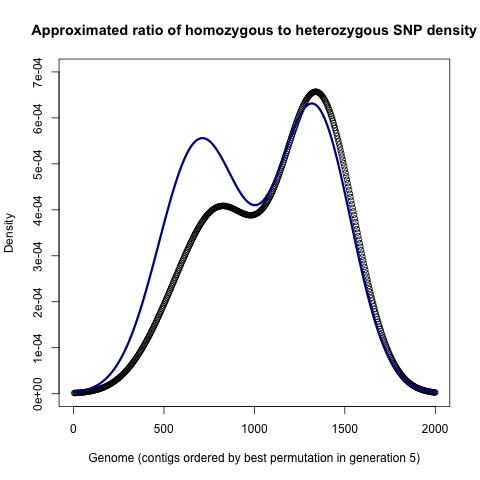 Approximated ratio of homozygous to heterozygous SNP density
7e-04
6e-04
5e-04
4e-04
3e-04
2e-04
1e-04
0e+00
Density
0 500 1000 1500 2000
Genome (contigs ordered by best permutation in generation 5)